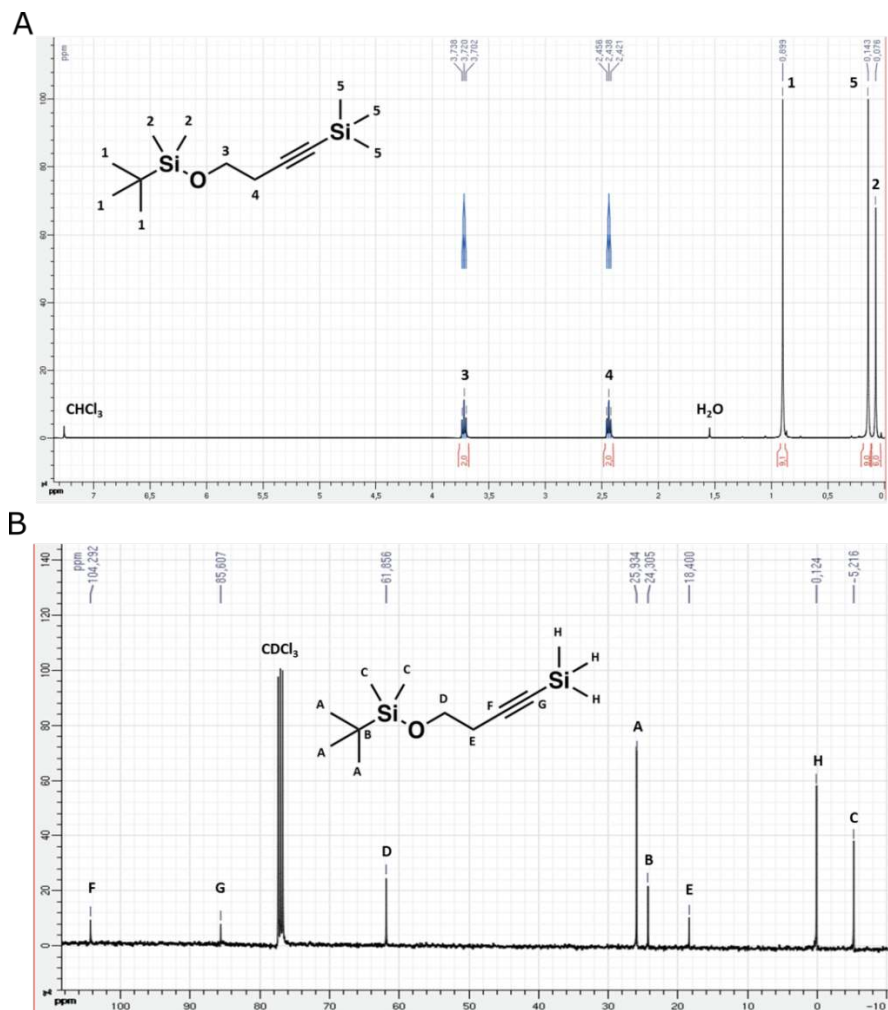 A
ppm
3,738
3,720
3,702
2,456
2,438
2,421
0,899
0,143
0,076
1
5
2
2 2
Si
O
1
1
1
3
4
Si
5
5
5
100
80
60
40
20
0
3
4
CHCl3
H2O
2,0
2,0
9,1
9,0
6,0
ppm
7
6,5
6
5,5
5
4,5
4
3,5
3
2,5
2
1,5
1
0,5
0
B
ppm
104,292
85,607
61,856
25,934
24,305
18,400
0,124
-5,216
140
120
100
80
60
40
20
0
CDCl3
C C
Si
O
A
A
A
B
D
E
F
G
Si
H
H
H
F
G
D
A
B
E
H
C
ppm
100
90
80
70
60
50
40
30
20
10
0
-10